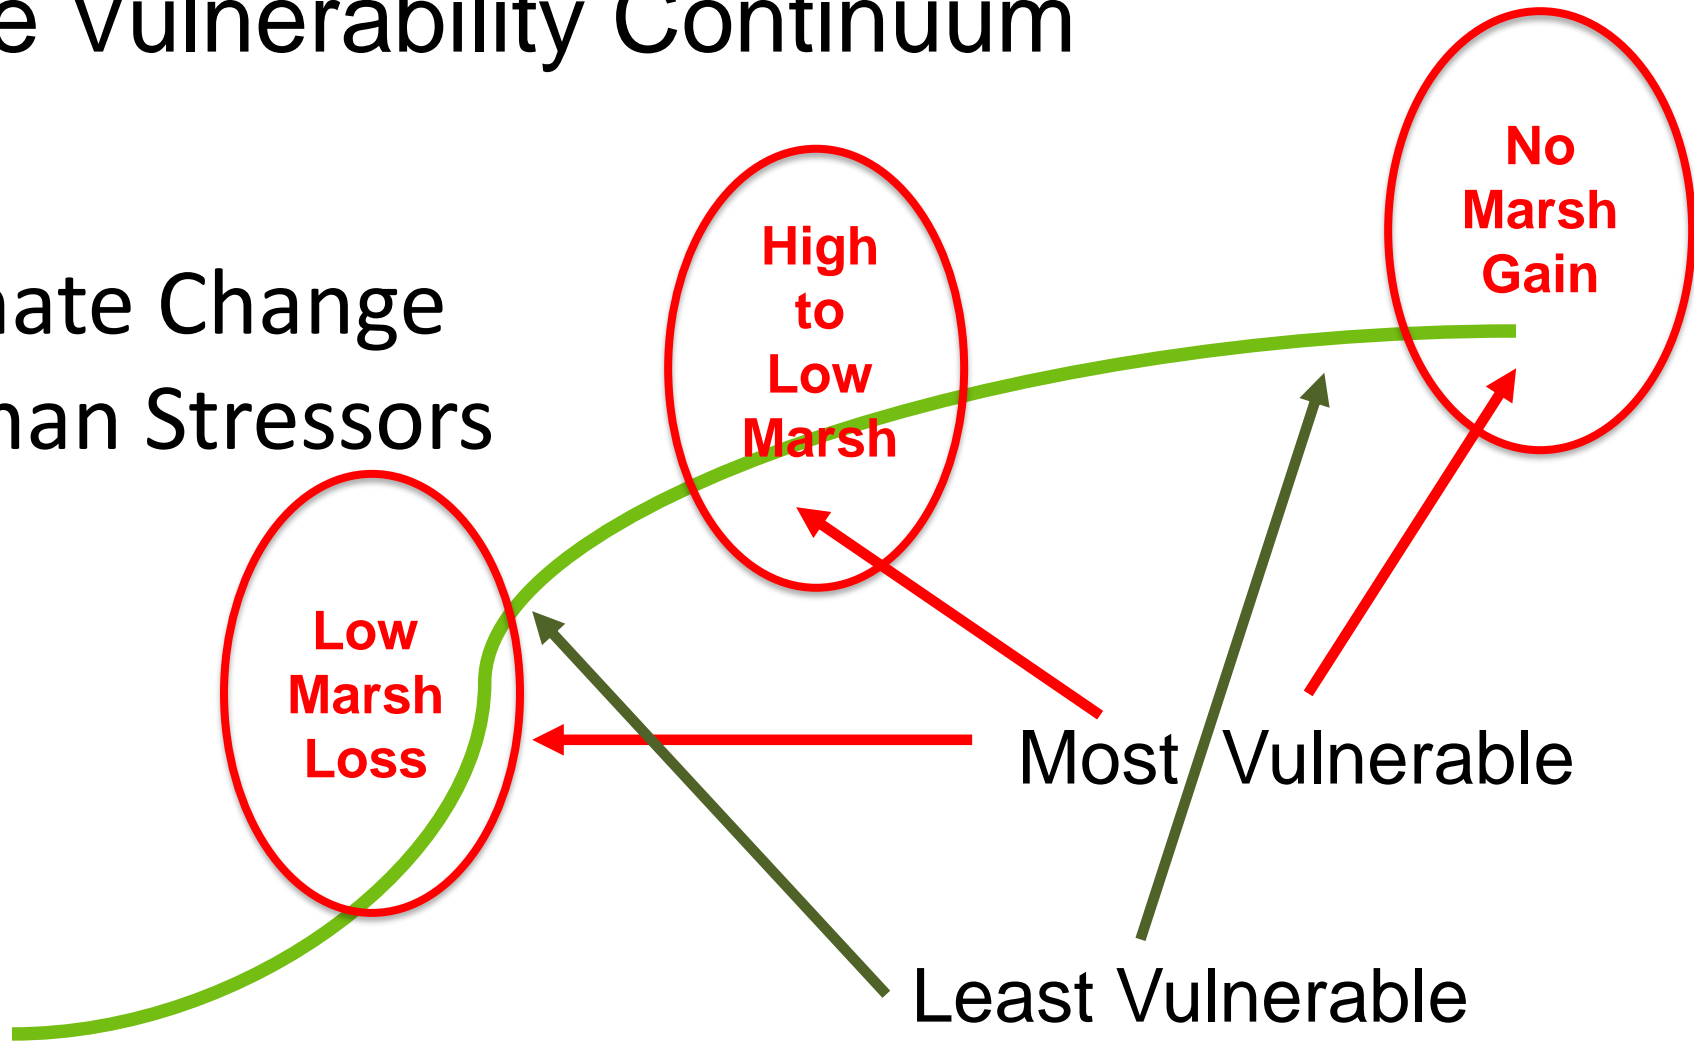 e Vulnerability Continuum
No
Marsh
Gain
High
to
Low
Marsh
nate Change
nan Stressors
Low
Marsh
Loss
Most Vulnerable
Least Vulnerable